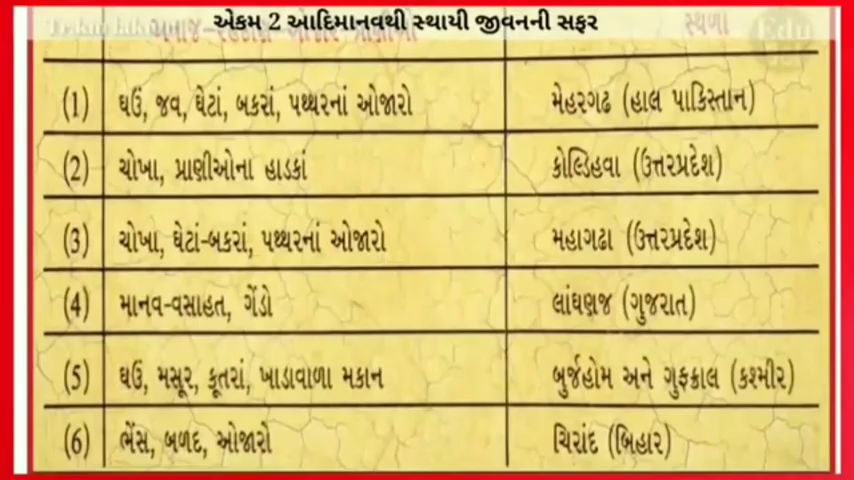 એકમ 2 આદિમાનવથી સ્થાયી જીવનની સફર
સ્થળ
Edu
(1) ઘઉં, જવ, ઘેટાં, બકરાં, પથ્થરનાં ઓજારો મેહરગઢ (હાલ પાકિસ્તાન)
(2) ચોખા, પ્રાણીઓના હાડકાં કોલ્ડિહવા (ઉત્તરપ્રદેશ)
(3) ચોખા, ઘેટાં-બકરાં, પથ્થરનાં ઓજારો મહાગઢા (ઉત્તરપ્રદેશ)
(4) માનવ-વસાહત, ગેંડો લાંઘણજ (ગુજરાત)
(5) ઘઉં, મસૂર, કૂતરાં, ખાડાવાળા મકાન બુર્જહોમ અને ગુફક્રાલ (કશ્મીર)
(6) ભેંસ, બળદ, ઓજારો ચિરાંદ (બિહાર)